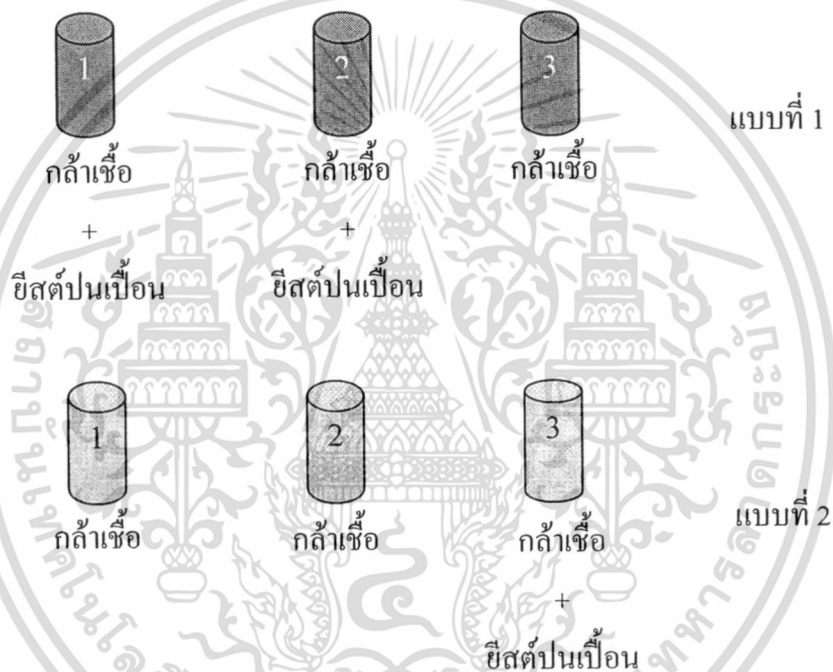 1 2 3
แบบที่ 1
กล้าเชื้อ กล้าเชื้อ กล้าเชื้อ
+ +
ยีสต์ปนเปื้อน ยีสต์ปนเปื้อน
1 2 3
แบบที่ 2
กล้าเชื้อ กล้าเชื้อ กล้าเชื้อ
+
ยีสต์ปนเปื้อน